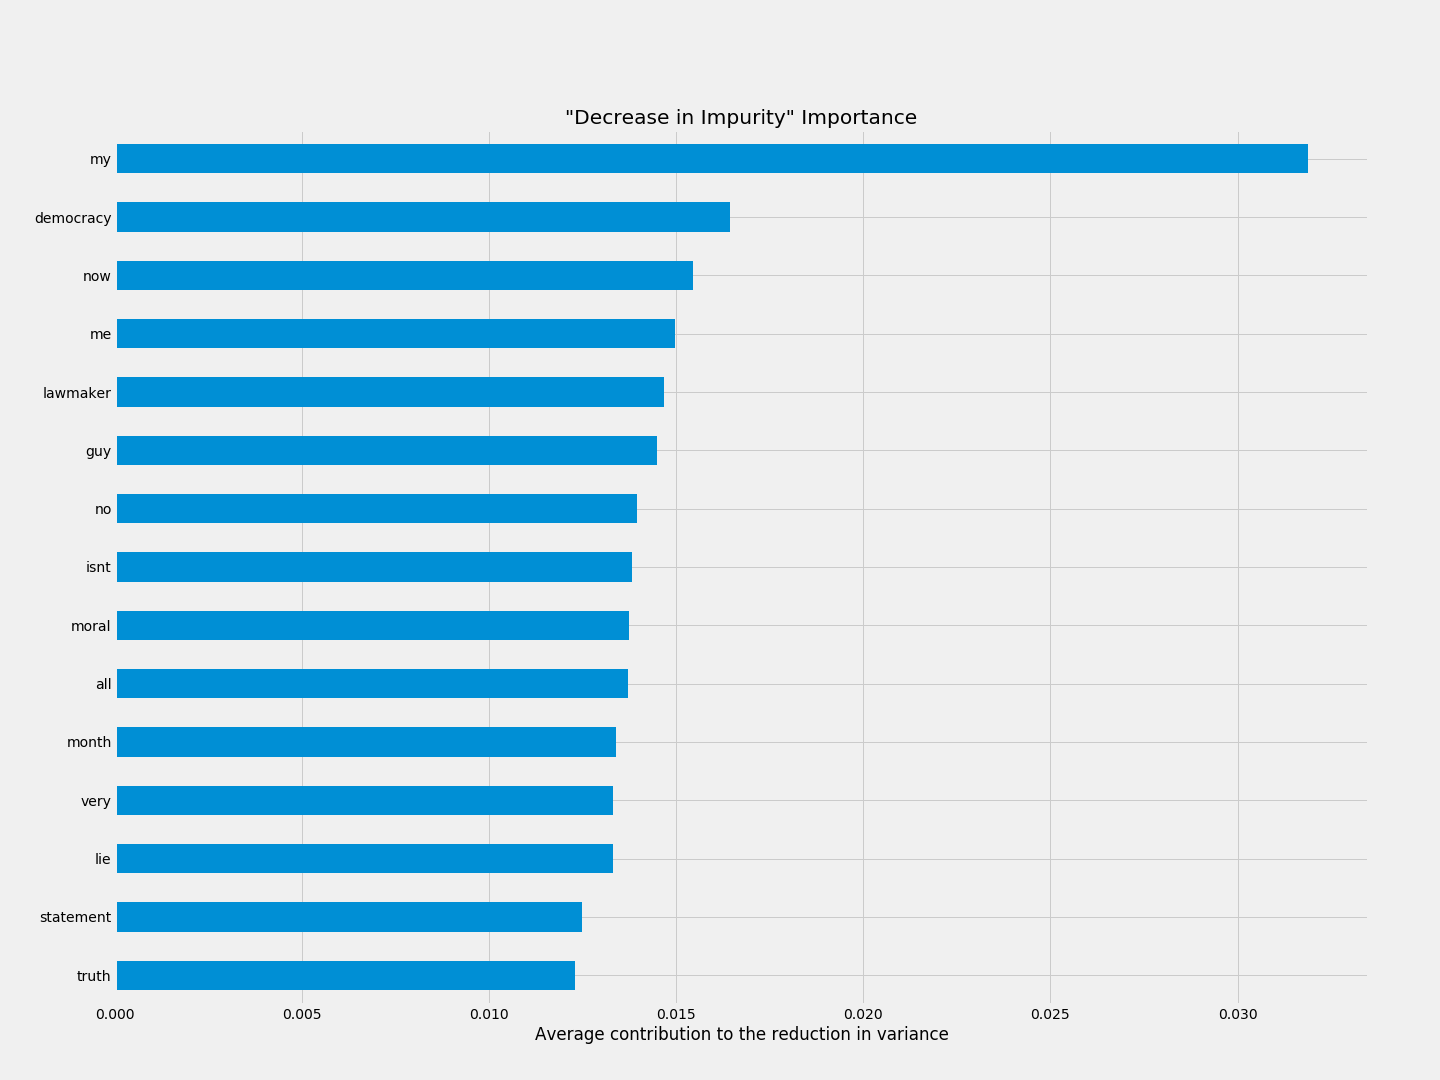 "Decrease in Impurity" Importance
my
democracy
now
me
lawmaker
guy
no
isnt
moral
all
month
very
lie
statement
truth
0.000 0.005 0.010 0.015 0.020 0.025 0.030
Average contribution to the reduction in variance